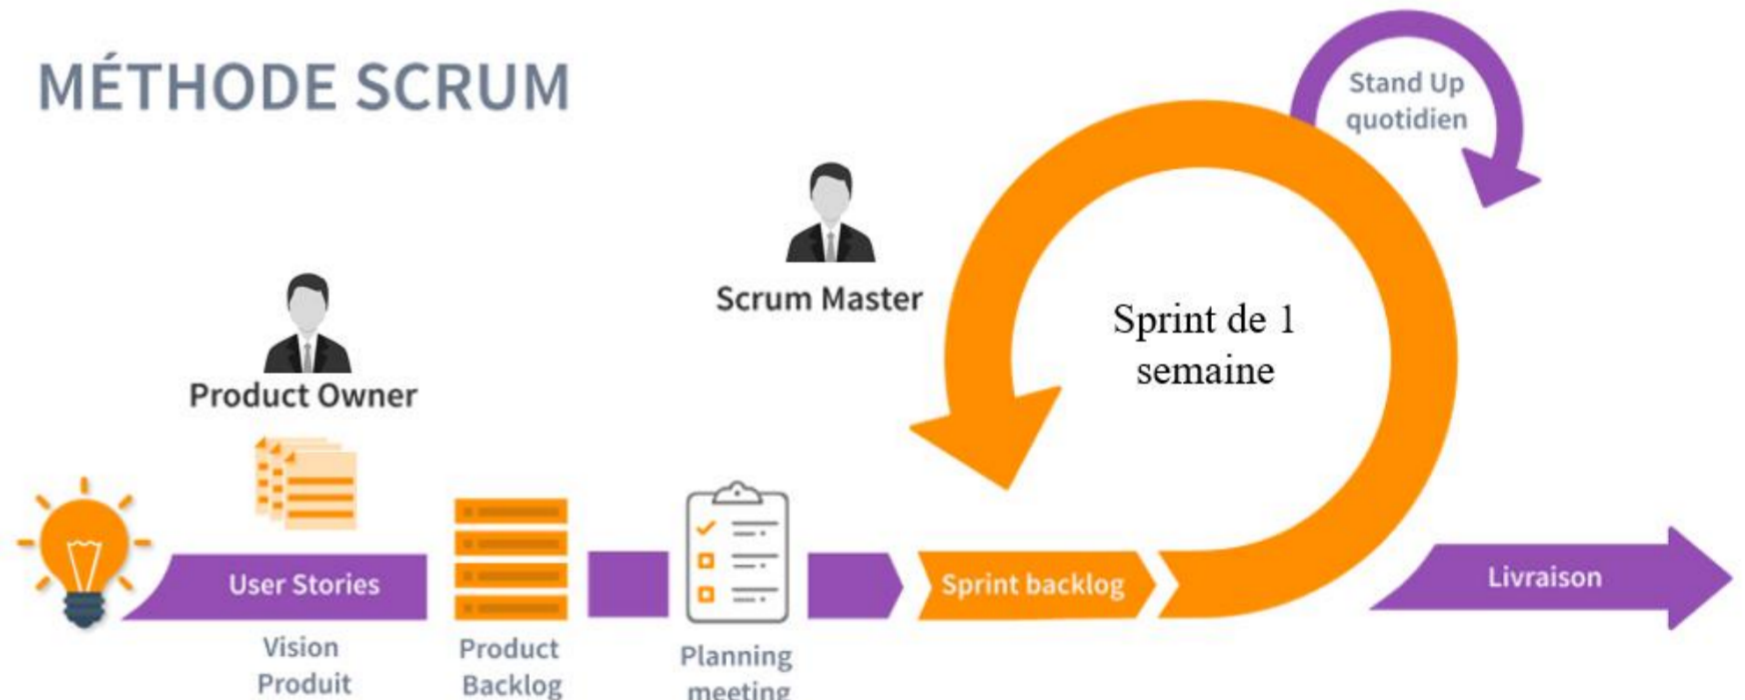 MÉTHODE SCRUM
Stand Up
quotidien
Scrum Master
Sprint de 1
semaine
Product Owner
User Stories
Sprint backlog
Livraison
Vision
Produit
Product
Backlog
Planning
meeting